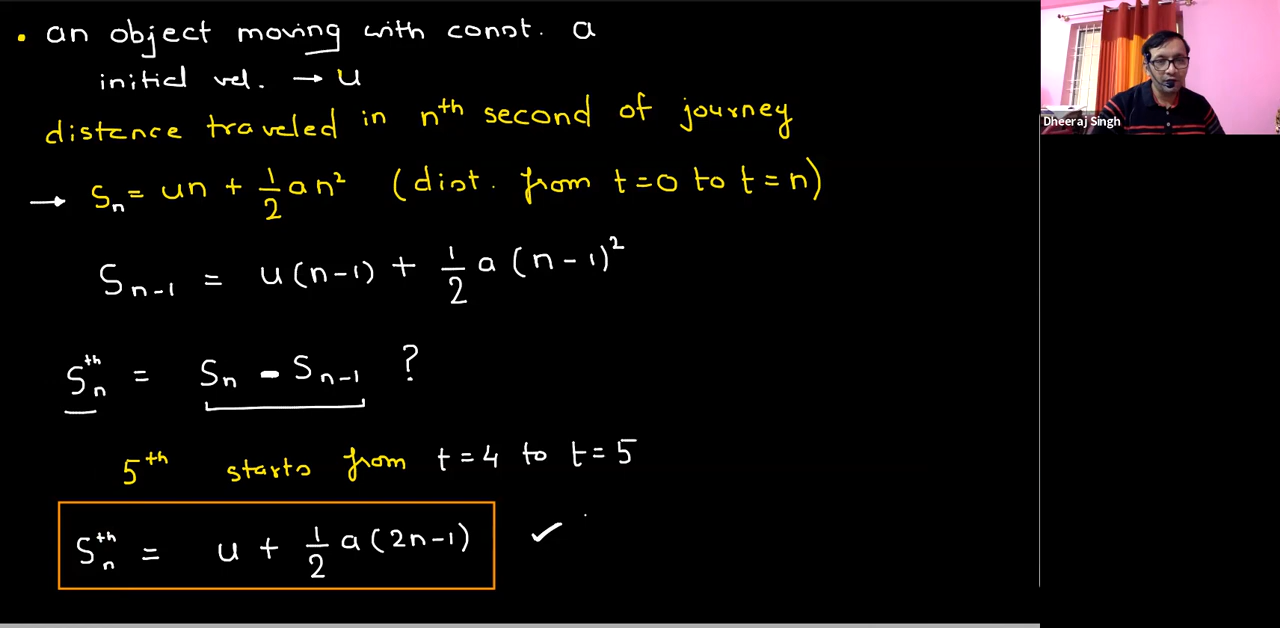 • an object moving with const. a
initial vel. → u
distance traveled in nᵗʰ second of journey
→ Sₙ = un + 1/2 an² (dist. from t=0 to t=n)
Sₙ₋₁ = u(n-1) + 1/2 a (n-1)²
Sₙᵗʰ = Sₙ - Sₙ₋₁ ?
5ᵗʰ starts from t=4 to t=5
Sₙᵗʰ = u + 1/2 a(2n-1) ✓
Dheeraj Singh